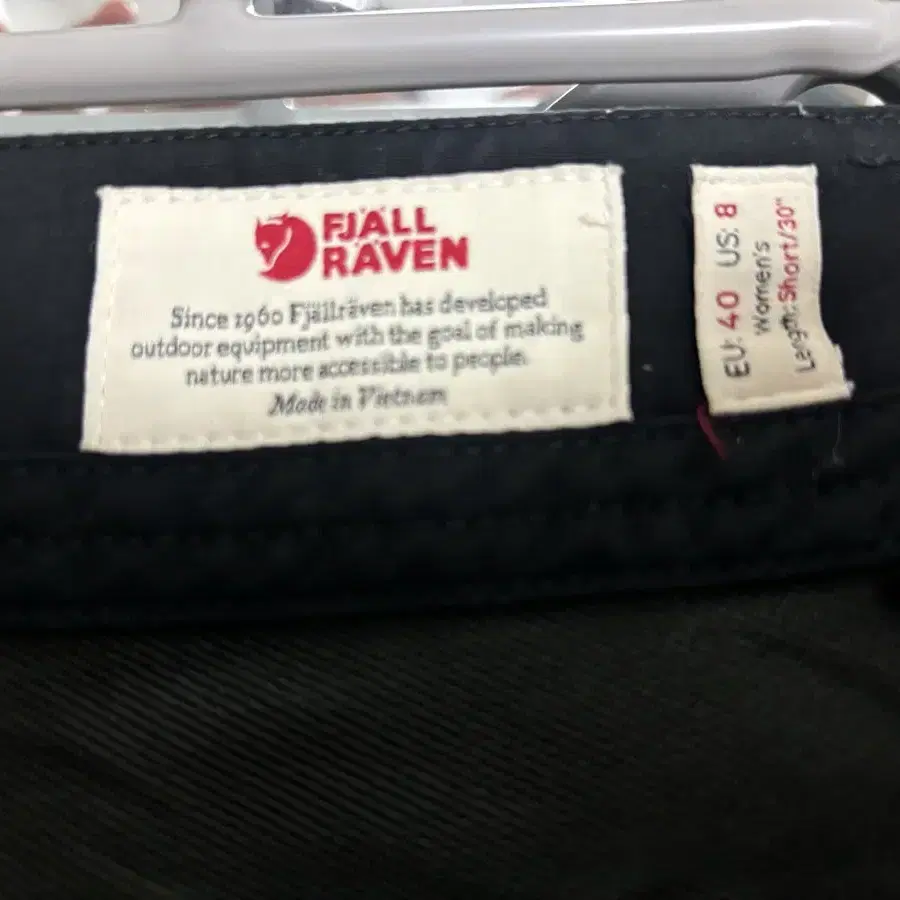 FJÄLL
RÄVEN
Since 1960 Fjällräven has developed
outdoor equipment with the goal of making
nature more accessible to people.
Made in Vietnam
EU: 40 US: 8
Women's
Length: Short/30"